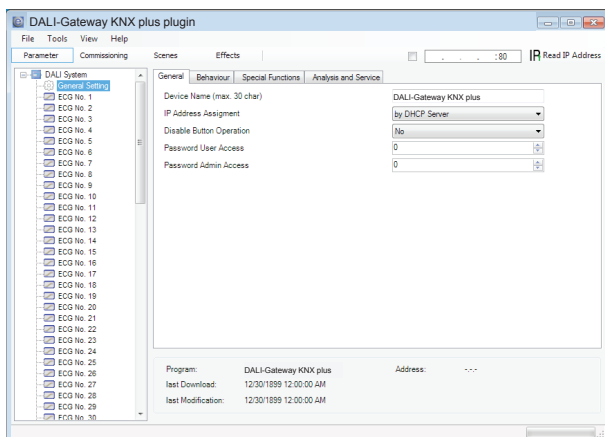 DALI-Gateway KNX plus plugin
File Tools View Help
Parameter Commissioning Scenes Effects . . . :80 Read IP Address
DALI System
General Setting
ECG No. 1
ECG No. 2
ECG No. 3
ECG No. 4
ECG No. 5
ECG No. 6
ECG No. 7
ECG No. 8
ECG No. 9
ECG No. 10
ECG No. 11
ECG No. 12
ECG No. 13
ECG No. 14
ECG No. 15
ECG No. 16
ECG No. 17
ECG No. 18
ECG No. 19
ECG No. 20
ECG No. 21
ECG No. 22
ECG No. 23
ECG No. 24
ECG No. 25
ECG No. 26
ECG No. 27
ECG No. 28
ECG No. 29
ECG No. 30
General Behaviour Special Functions Analysis and Service
Device Name (max. 30 char) DALI-Gateway KNX plus
IP Address Assigment by DHCP Server
Disable Button Operation No
Password User Access 0
Password Admin Access 0
Program: DALI-Gateway KNX plus Address: -.-.-
last Download: 12/30/1899 12:00:00 AM
last Modification: 12/30/1899 12:00:00 AM